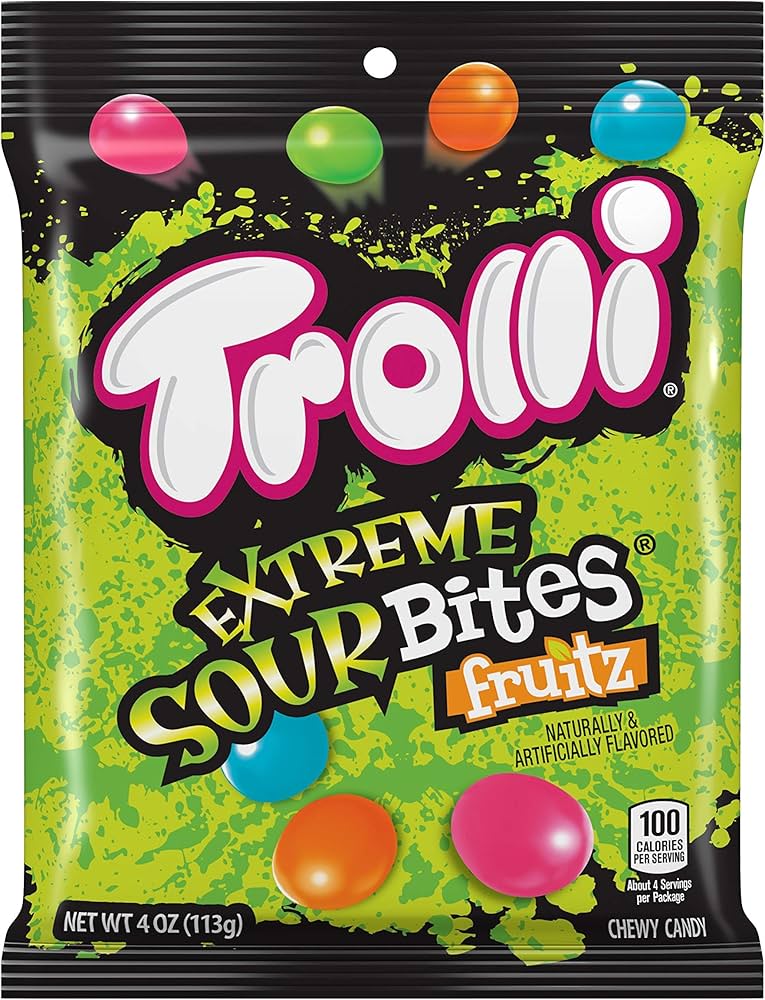 Trolli®
EXTREME
SOUR Bites®
fruitz
NATURALLY &
ARTIFICIALLY FLAVORED
100
CALORIES
PER SERVING
About 4 Servings
per Package
NET WT 4 OZ (113g)
CHEWY CANDY